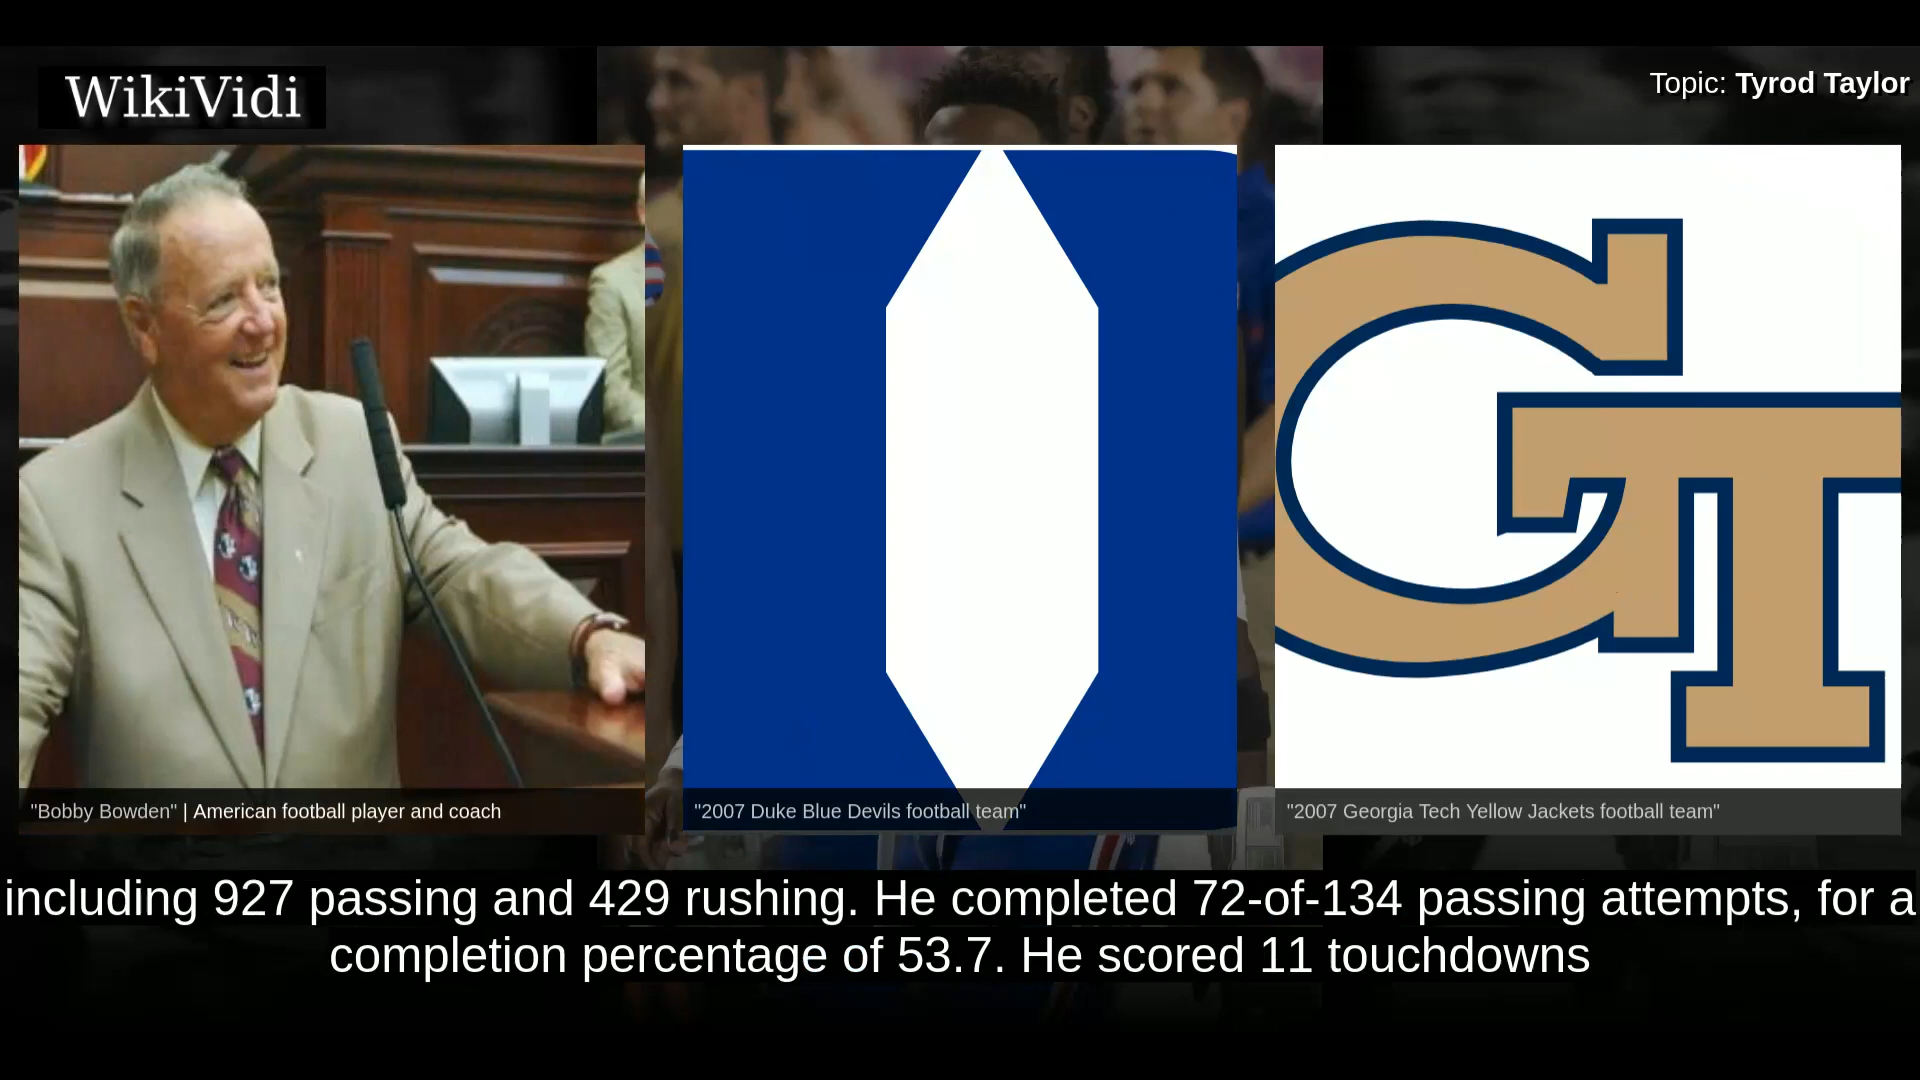 WikiVidi
Topic: Tyrod Taylor
"Bobby Bowden" | American football player and coach
"2007 Duke Blue Devils football team"
GT
"2007 Georgia Tech Yellow Jackets football team"
including 927 passing and 429 rushing. He completed 72-of-134 passing attempts, for a
completion percentage of 53.7. He scored 11 touchdowns